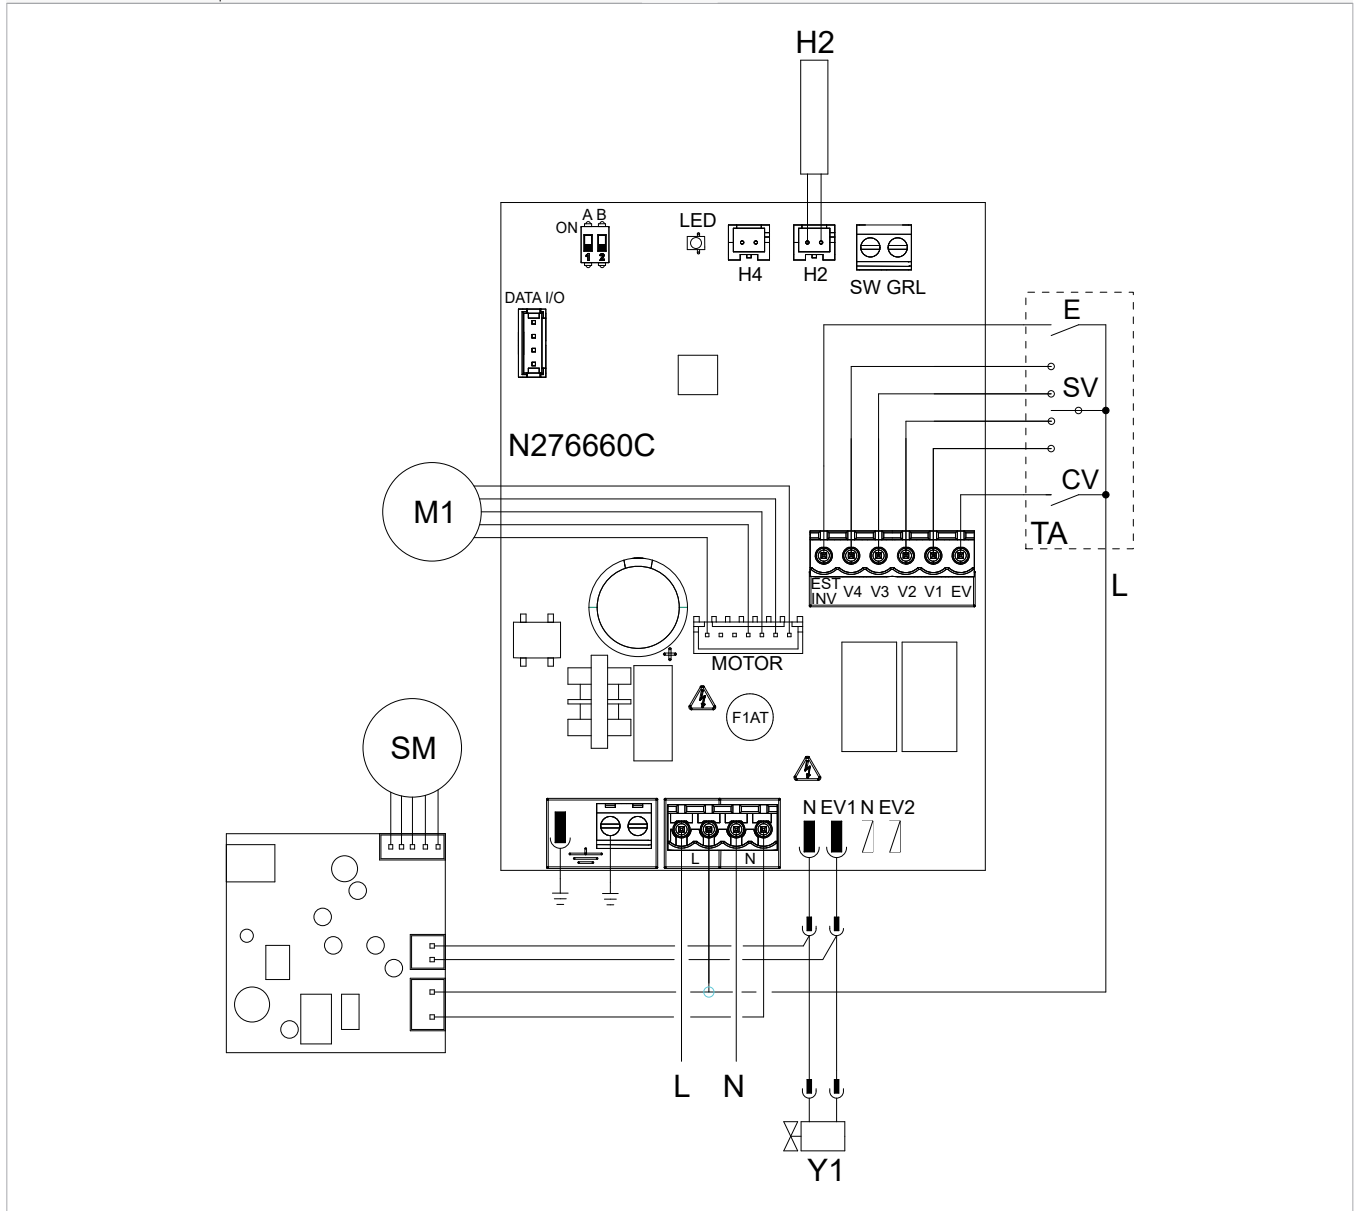 H2
A B
ON
1 2
LED
H4
H2
SW GRL
DATA I/O
E
SV
N276660C
CV
M1
TA
EST
INV V4 V3 V2 V1 EV
L
MOTOR
+
F1AT
SM
N EV1 N EV2
L N
L N
Y1